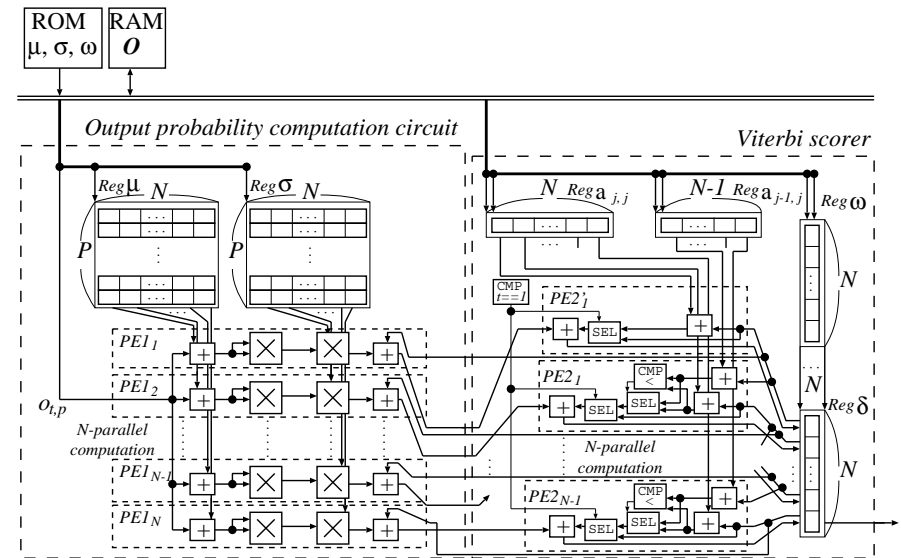 ROM
μ, σ, ω
RAM
O
Output probability computation circuit
Viterbi scorer
Reg μ
N
Reg σ
N
N Reg a j, j
N-1 Reg a j-1, j
Reg ω
P
...
...
...
...
P
...
...
...
...
...
...
N
CMP
t==1
PE2'1
+
SEL
+
PE1 1
+
×
×
+
PE1 2
+
×
×
+
o t,p
N-parallel
computation
PE2 1
CMP
<
+
+
SEL
SEL
+
N
Reg δ
N
N-parallel
computation
PE1 N-1
+
×
×
+
PE1 N
+
×
×
+
PE2 N-1
CMP
<
+
+
SEL
SEL
+